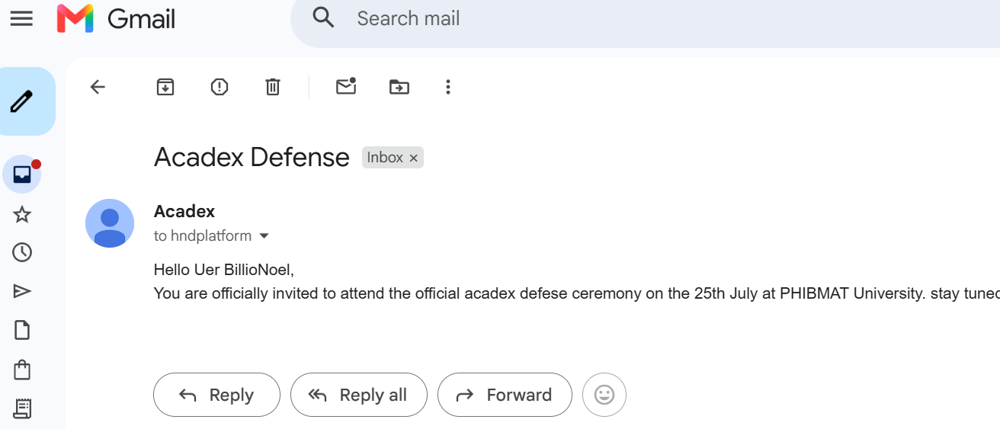 Gmail
Search mail
Acadex Defense
Inbox ×
Acadex
to hndplatform
Hello Uer BillioNoel,
You are officially invited to attend the official acadex defese ceremony on the 25th July at PHIBMAT University. stay tuned
Reply
Reply all
Forward